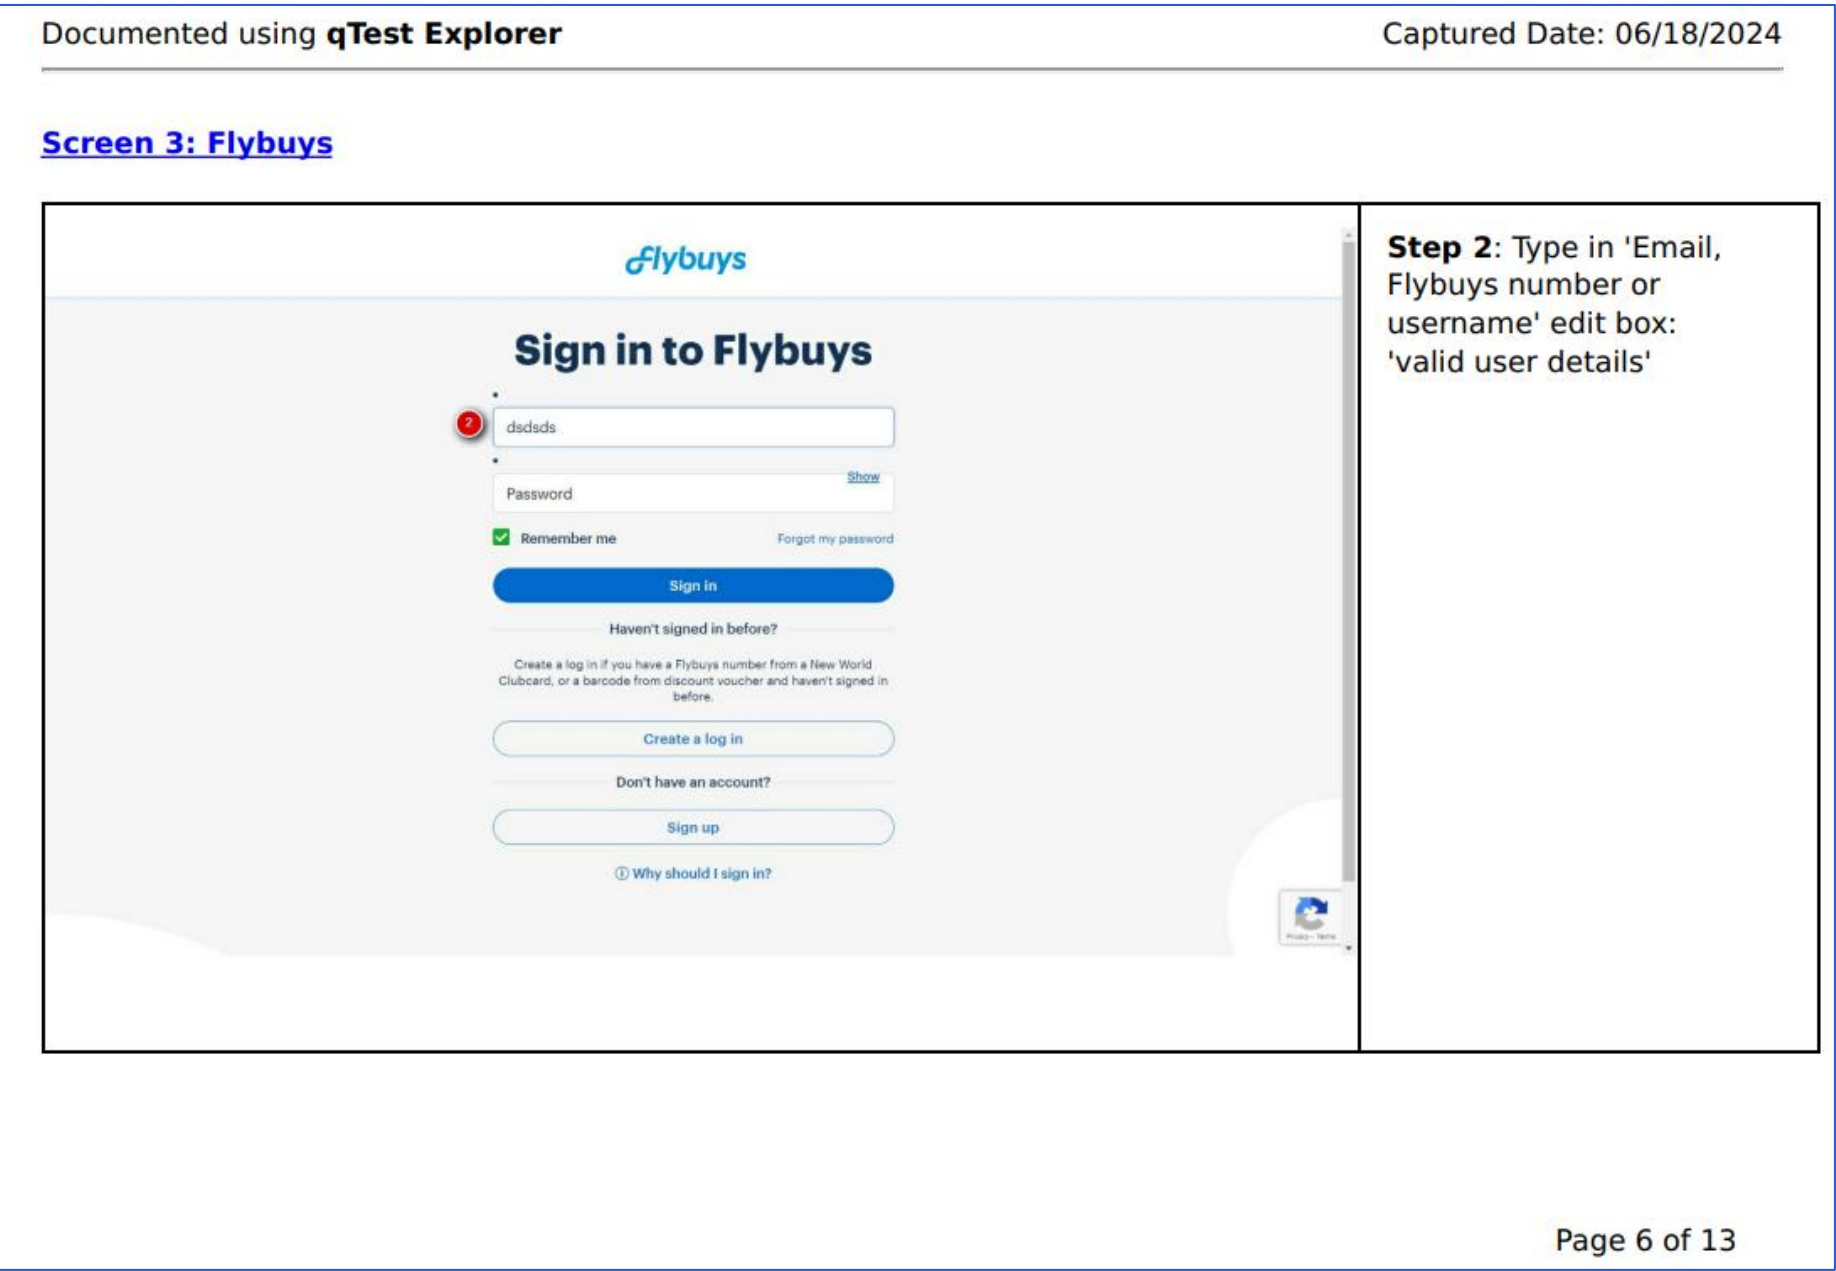 Documented using qTest Explorer
Captured Date: 06/18/2024
Screen 3: Flybuys
Flybuys
Sign in to Flybuys
2
dsdsds
Show
Password
Remember me
Forgot my password
Sign in
Haven't signed in before?
Create a log in if you have a Flybuys number from a New World
Clubcard, or a barcode from discount voucher and haven't signed in
before.
Create a log in
Don't have an account?
Sign up
Why should I sign in?
Privacy - Terms
Step 2: Type in 'Email,
Flybuys number or
username' edit box:
'valid user details'
Page 6 of 13